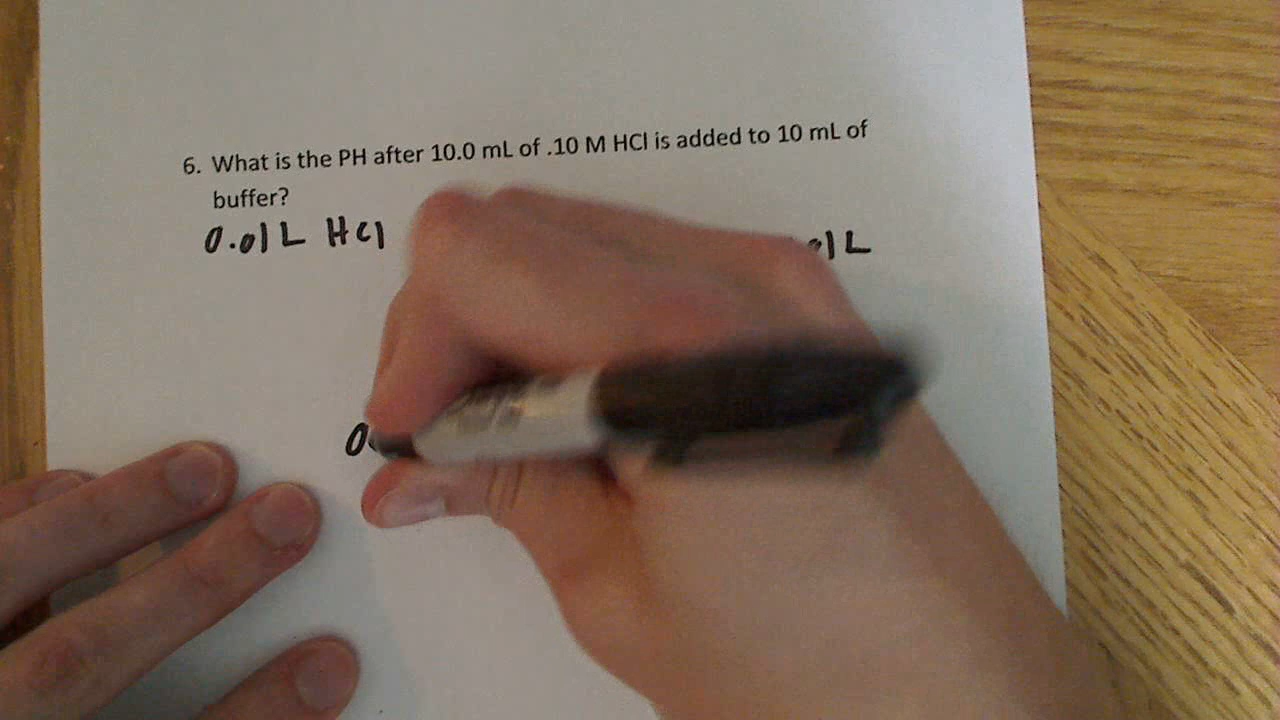 6. What is the PH after 10.0 mL of .10 M HCl is added to 10 mL of
buffer?
0.01L HCl